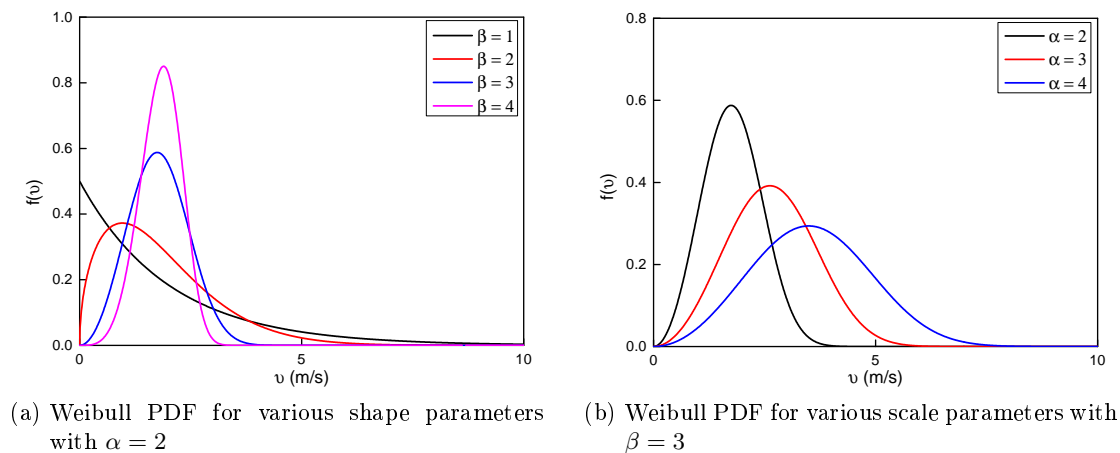 1.0
0.8
0.6
0.4
0.2
0.0
f(υ)
0
5
10
υ (m/s)
β = 1
β = 2
β = 3
β = 4
0.8
0.6
0.4
0.2
0.0
f(υ)
0
5
10
υ (m/s)
α = 2
α = 3
α = 4
(a) Weibull PDF for various shape parameters
with α = 2
(b) Weibull PDF for various scale parameters with
β = 3